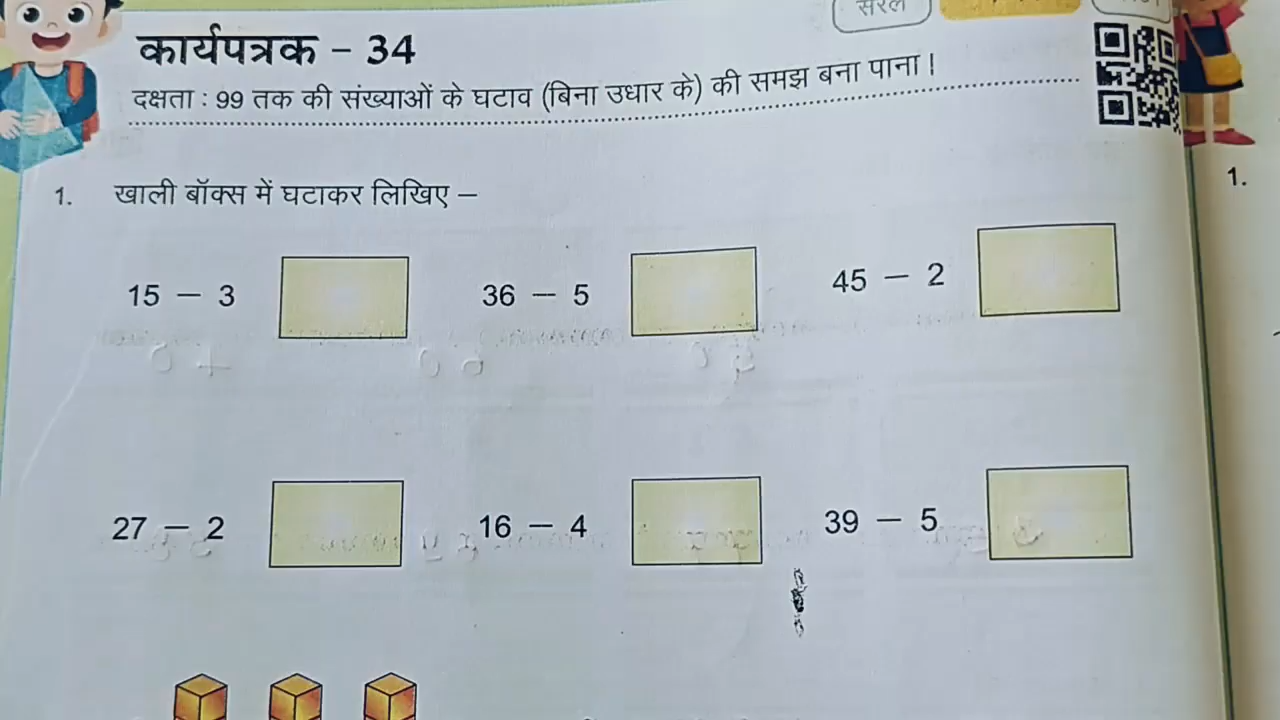 सरल
कार्यपत्रक – 34
दक्षता : 99 तक की संख्याओं के घटाव (बिना उधार के) की समझ बना पाना।
1. खाली बॉक्स में घटाकर लिखिए –
15 – 3
36 – 5
45 – 2
27 – 2
16 – 4
39 – 5
1.